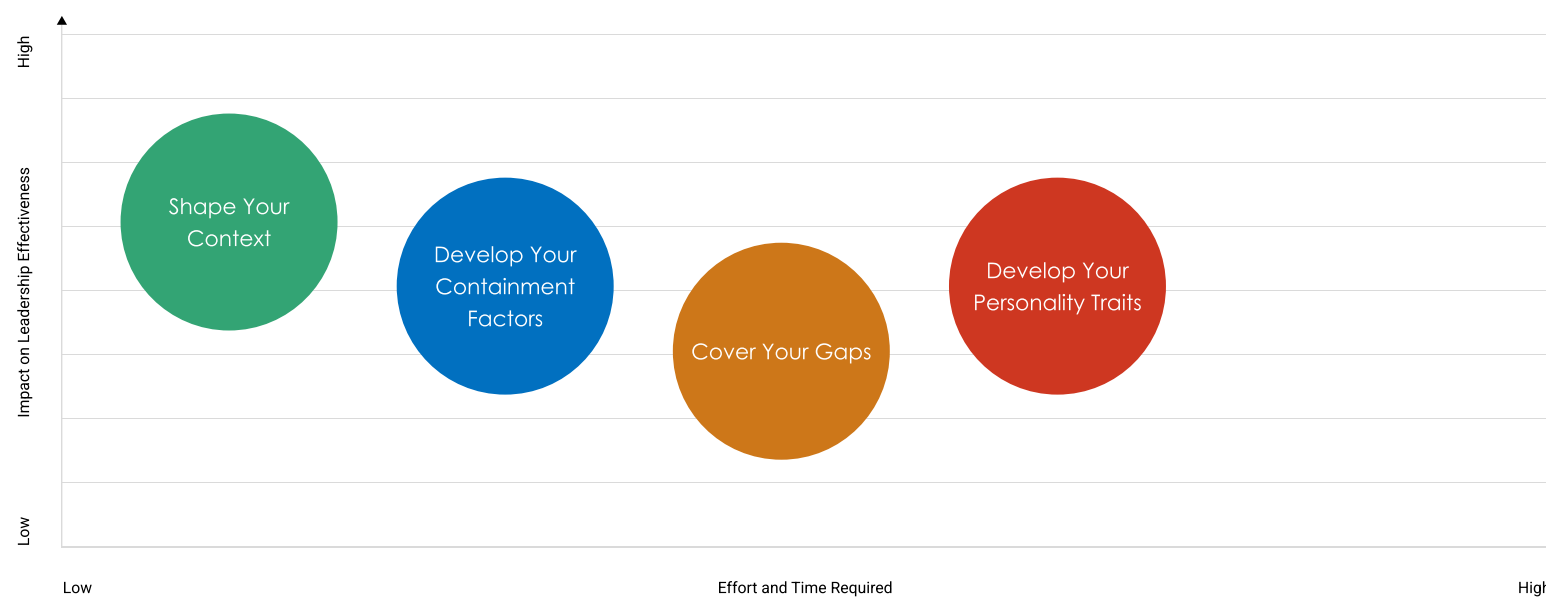 High
Impact on Leadership Effectiveness
Low
Shape Your
Context
Develop Your
Containment
Factors
Cover Your Gaps
Develop Your
Personality Traits
Low
Effort and Time Required
High